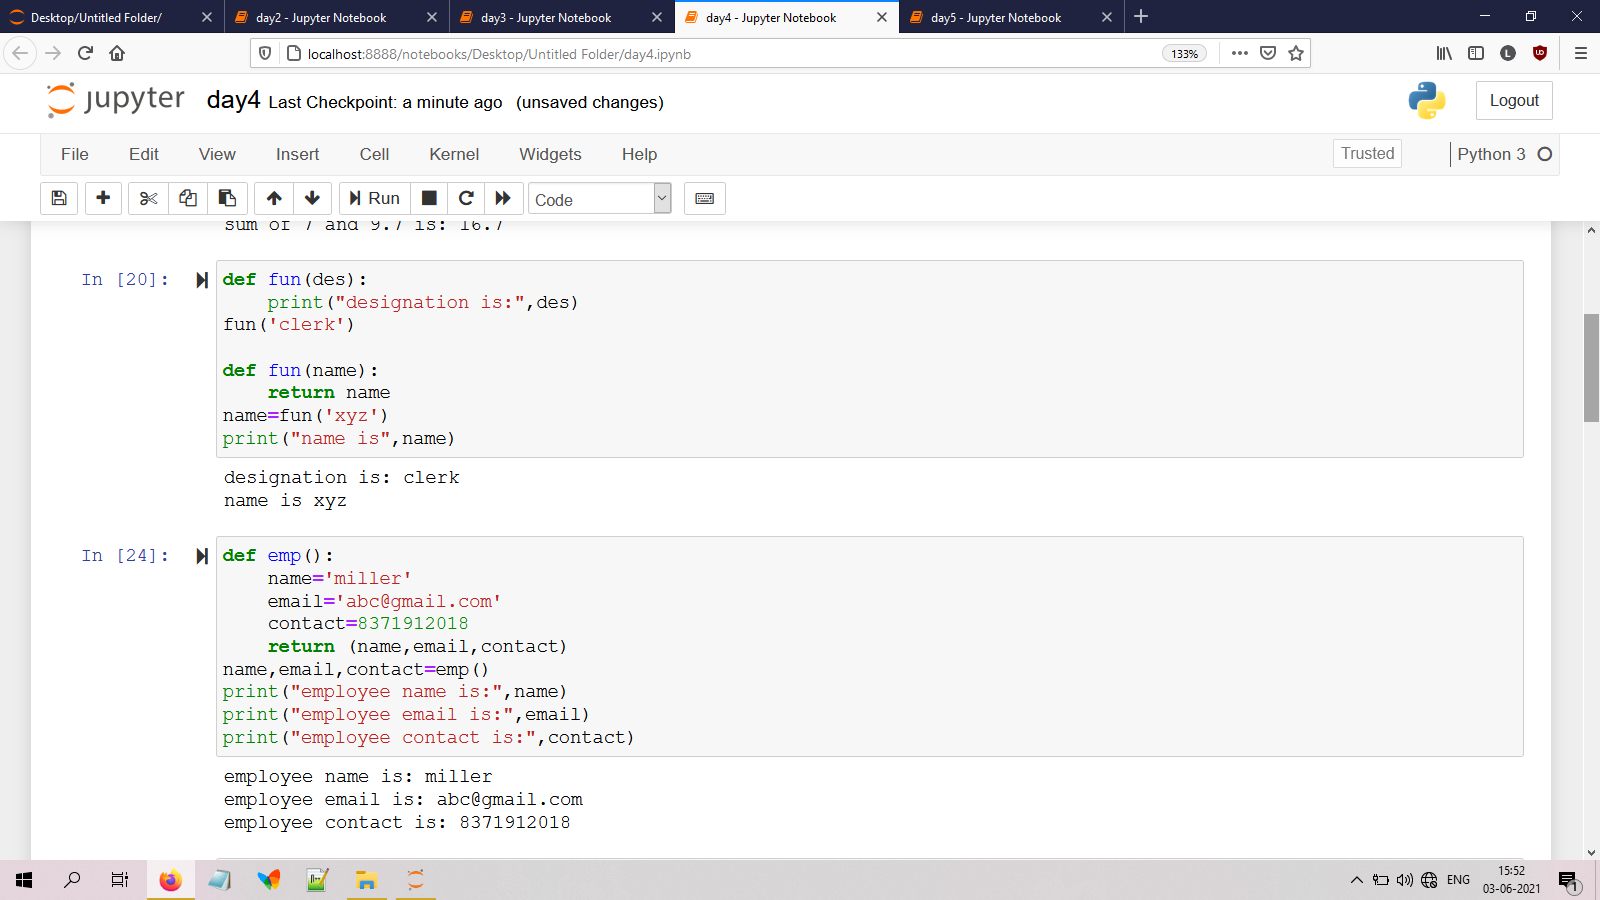 Desktop/Untitled Folder/
day2 - Jupyter Notebook
day3 - Jupyter Notebook
day4 - Jupyter Notebook
day5 - Jupyter Notebook
localhost:8888/notebooks/Desktop/Untitled Folder/day4.ipynb
133%
L
jupyter
day4 Last Checkpoint: a minute ago (unsaved changes)
Logout
File Edit View Insert Cell Kernel Widgets Help
Trusted
Python 3
Run
Code
sum of 7 and 9.7 is: 16.7
In [20]:
def fun(des):
    print("designation is:",des)
fun('clerk')
def fun(name):
    return name
name=fun('xyz')
print("name is",name)
designation is: clerk
name is xyz
In [24]:
def emp():
    name='miller'
    email='abc@gmail.com'
    contact=8371912018
    return (name,email,contact)
name,email,contact=emp()
print("employee name is:",name)
print("employee email is:",email)
print("employee contact is:",contact)
employee name is: miller
employee email is: abc@gmail.com
employee contact is: 8371912018
ENG
15:52
03-06-2021
1